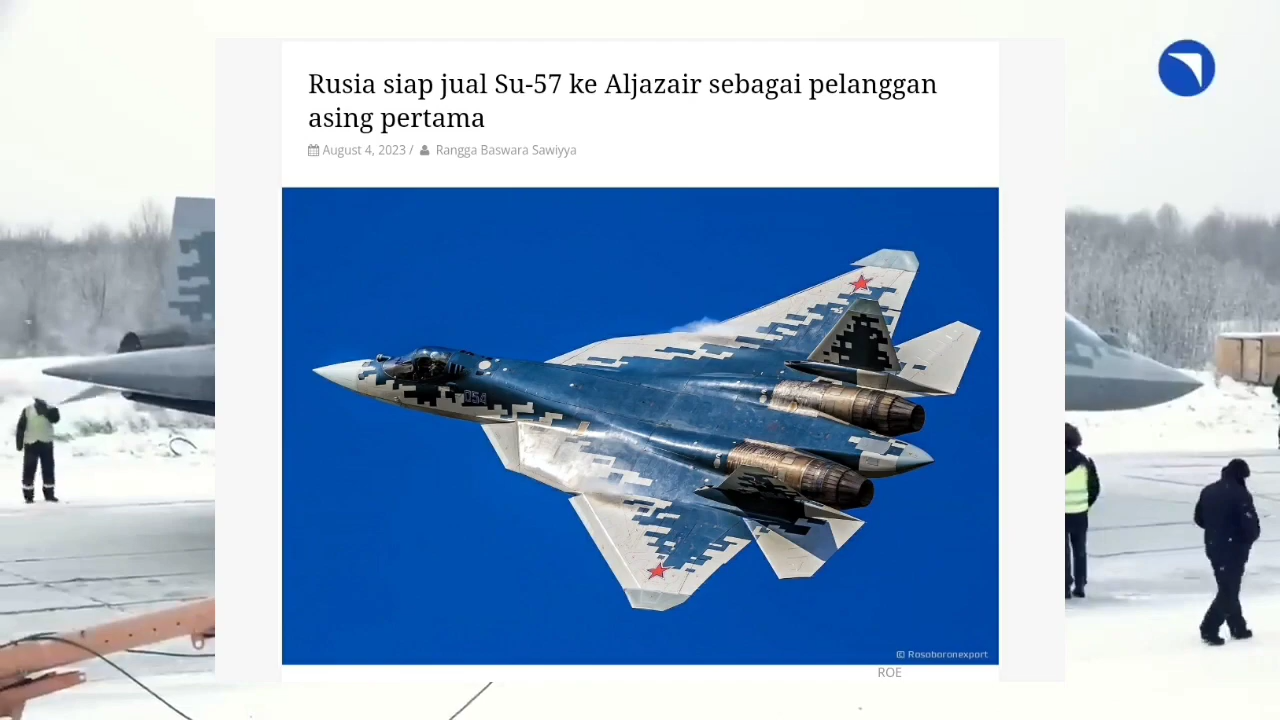 Rusia siap jual Su-57 ke Aljazair sebagai pelanggan
asing pertama
August 4, 2023 / Rangga Baswara Sawiyya
054
© Rosoboronexport
ROE